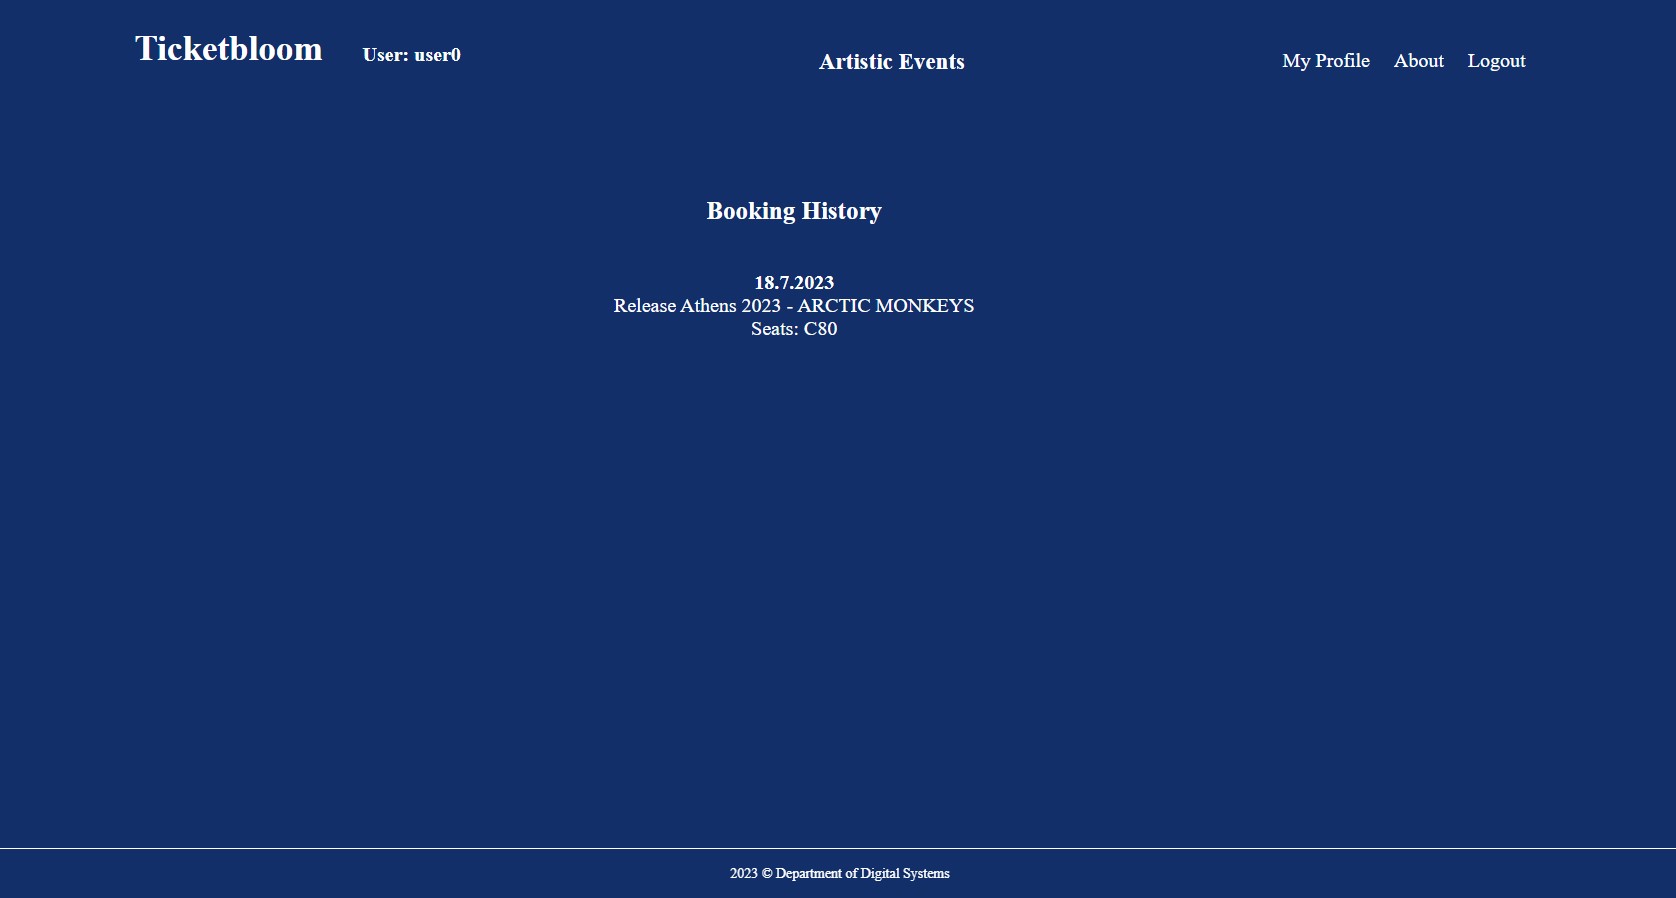 Ticketbloom
User: user0
Artistic Events
My Profile
About
Logout
Booking History
18.7.2023
Release Athens 2023 - ARCTIC MONKEYS
Seats: C80
2023 © Department of Digital Systems